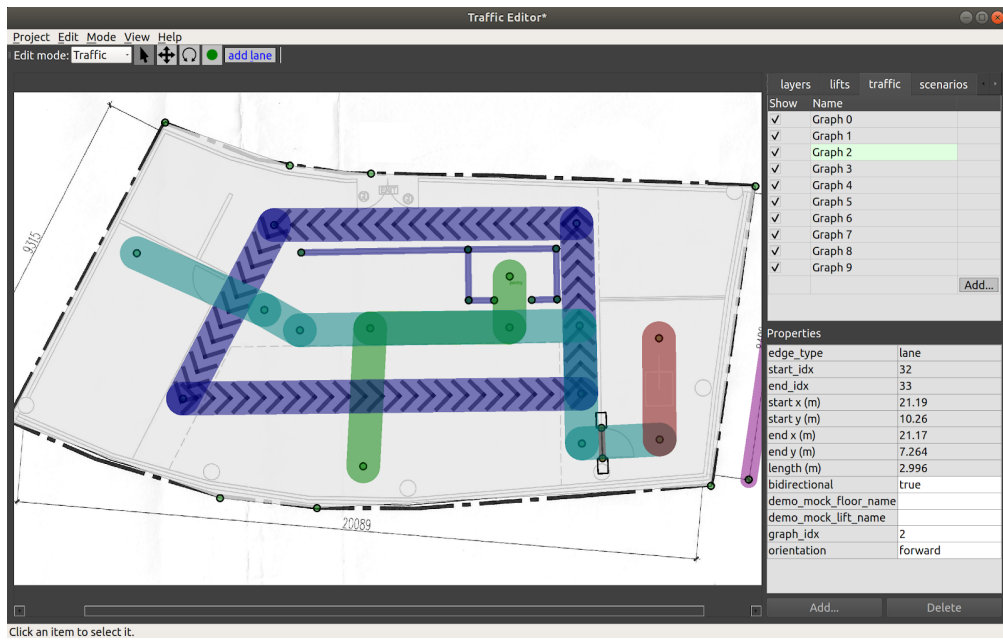 Traffic Editor*
Project Edit Mode View Help
Edit mode: Traffic add lane
layers lifts traffic scenarios
Show Name
Graph 0
Graph 1
Graph 2
Graph 3
Graph 4
Graph 5
Graph 6
Graph 7
Graph 8
Graph 9
Add...
9315
20089
Properties
edge_type lane
start_idx 32
end_idx 33
start x (m) 21.19
start y (m) 10.26
end x (m) 21.17
end y (m) 7.264
length (m) 2.996
bidirectional true
demo_mock_floor_name
demo_mock_lift_name
graph_idx 2
orientation forward
Add... Delete
Click an item to select it.